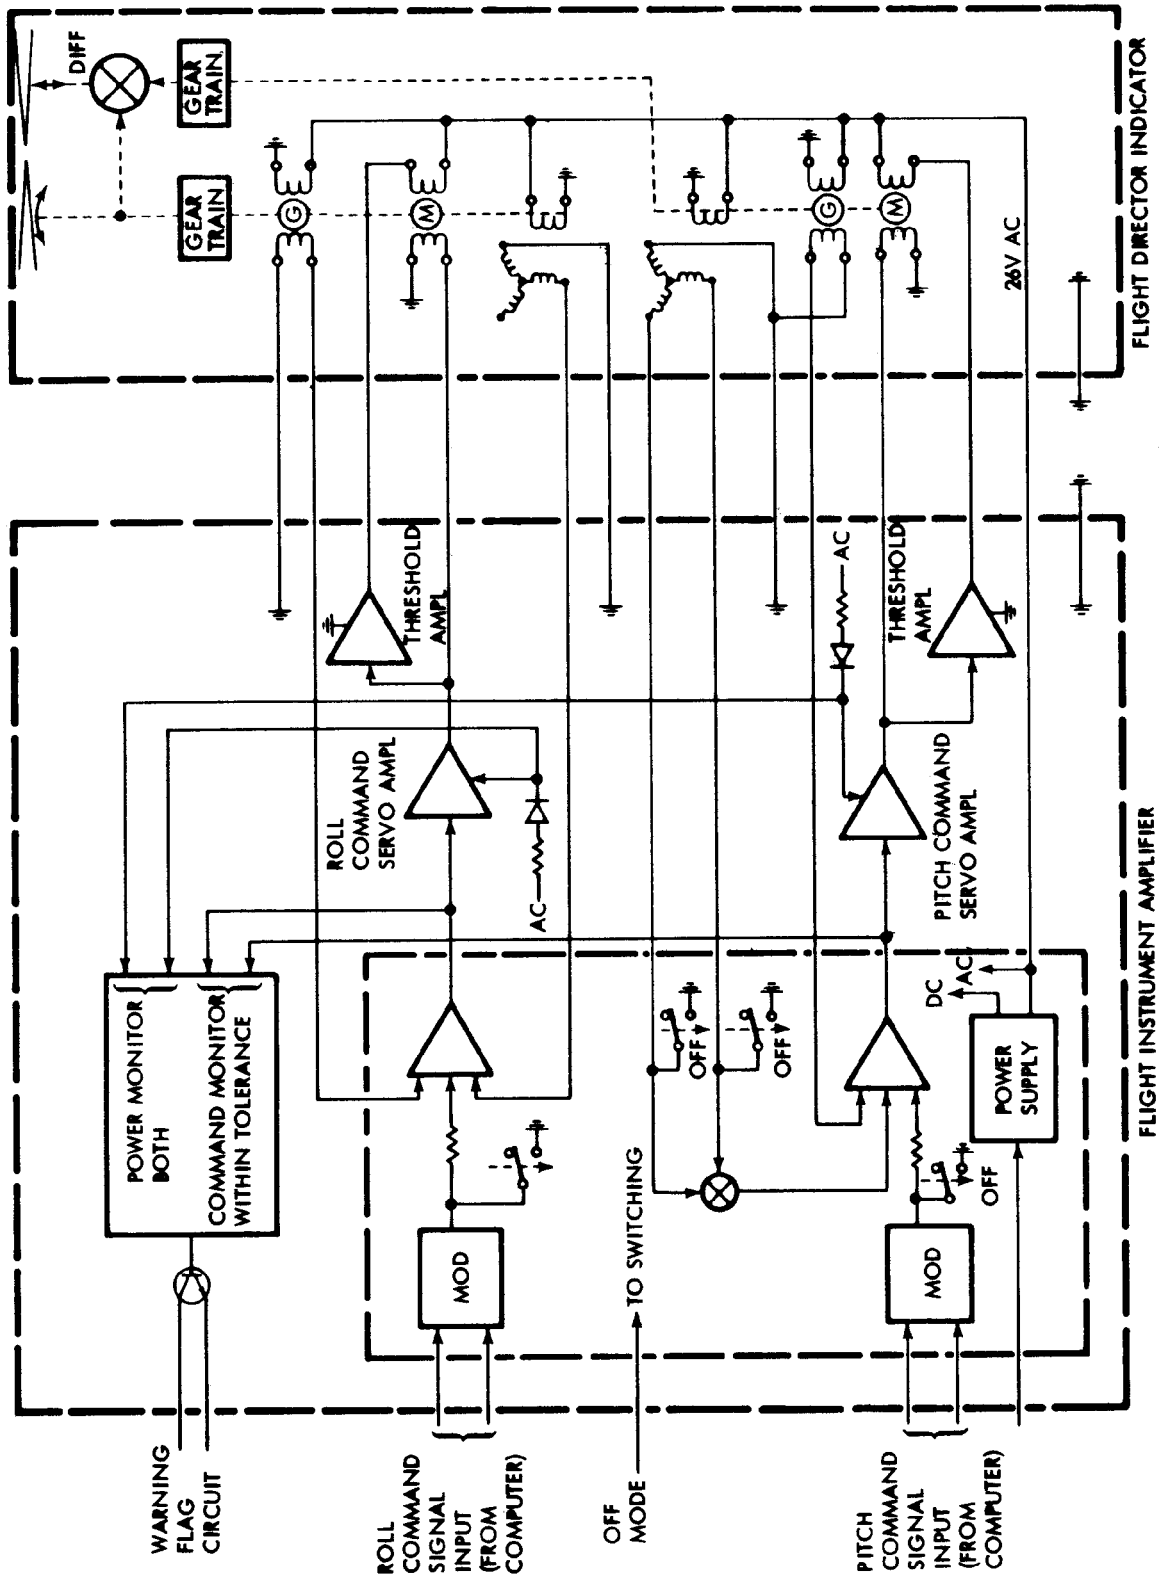 WARNING
FLAG
CIRCUIT
POWER MONITOR
BOTH
COMMAND MONITOR
WITHIN TOLERANCE
ROLL
COMMAND
SERVO AMPL
THRESHOLD
AMPL
GEAR
TRAIN
GEAR
TRAIN
DIFF
G
M
ROLL
COMMAND
SIGNAL
INPUT
(FROM
COMPUTER)
MOD
AC
OFF
MODE
TO SWITCHING
OFF
OFF
AC
THRESHOLD
AMPL
G
M
PITCH
COMMAND
SIGNAL
INPUT
(FROM
COMPUTER)
MOD
OFF
PITCH COMMAND
SERVO AMPL
DC
AC
POWER
SUPPLY
26V AC
FLIGHT INSTRUMENT AMPLIFIER
FLIGHT DIRECTOR INDICATOR